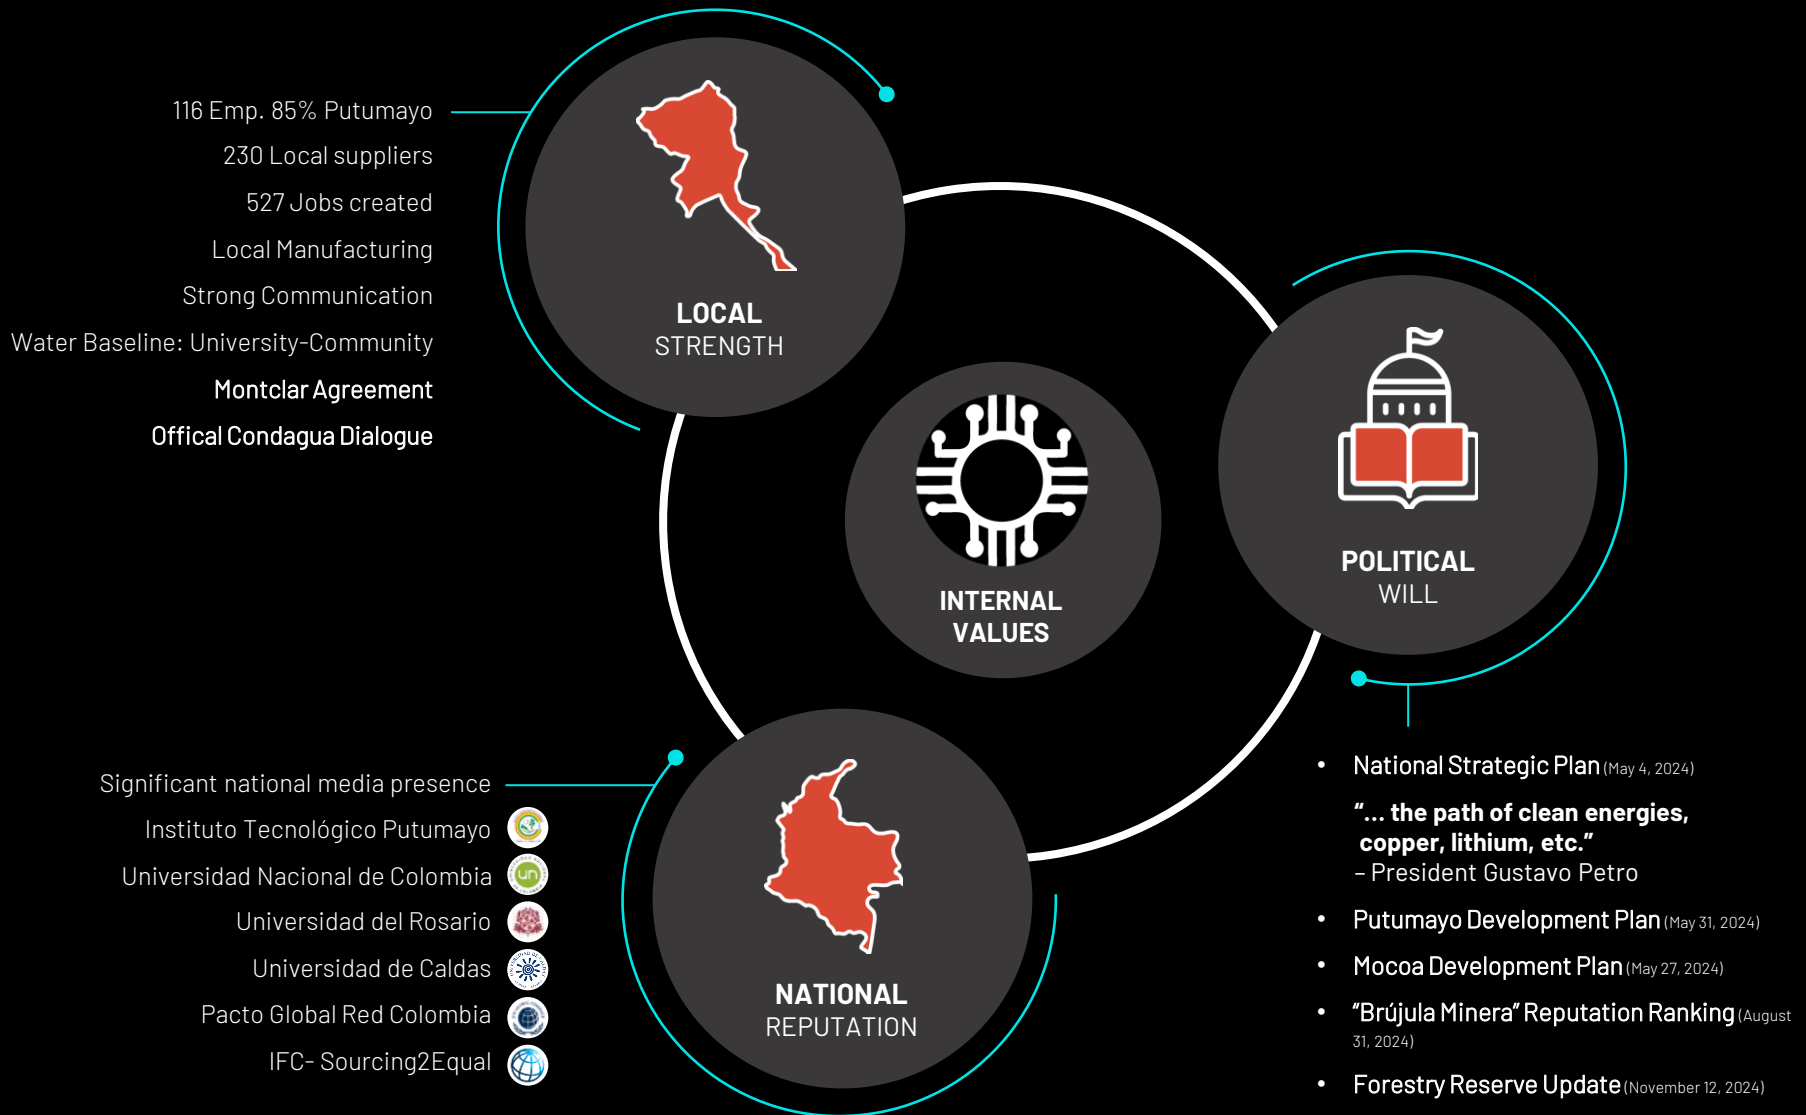 116 Emp. 85% Putumayo
230 Local suppliers
527 Jobs created
Local Manufacturing
Strong Communication
Water Baseline: University-Community
Montclar Agreement
Offical Condagua Dialogue
LOCAL
STRENGTH
INTERNAL
VALUES
POLITICAL
WILL
Significant national media presence
Instituto Tecnológico Putumayo
Universidad Nacional de Colombia
un
Universidad del Rosario
Universidad de Caldas
Pacto Global Red Colombia
IFC- Sourcing2Equal
NATIONAL
REPUTATION
• National Strategic Plan (May 4, 2024)
“... the path of clean energies,
copper, lithium, etc.”
– President Gustavo Petro
• Putumayo Development Plan (May 31, 2024)
• Mocoa Development Plan (May 27, 2024)
• “Brújula Minera” Reputation Ranking (August
31, 2024)
• Forestry Reserve Update (November 12, 2024)